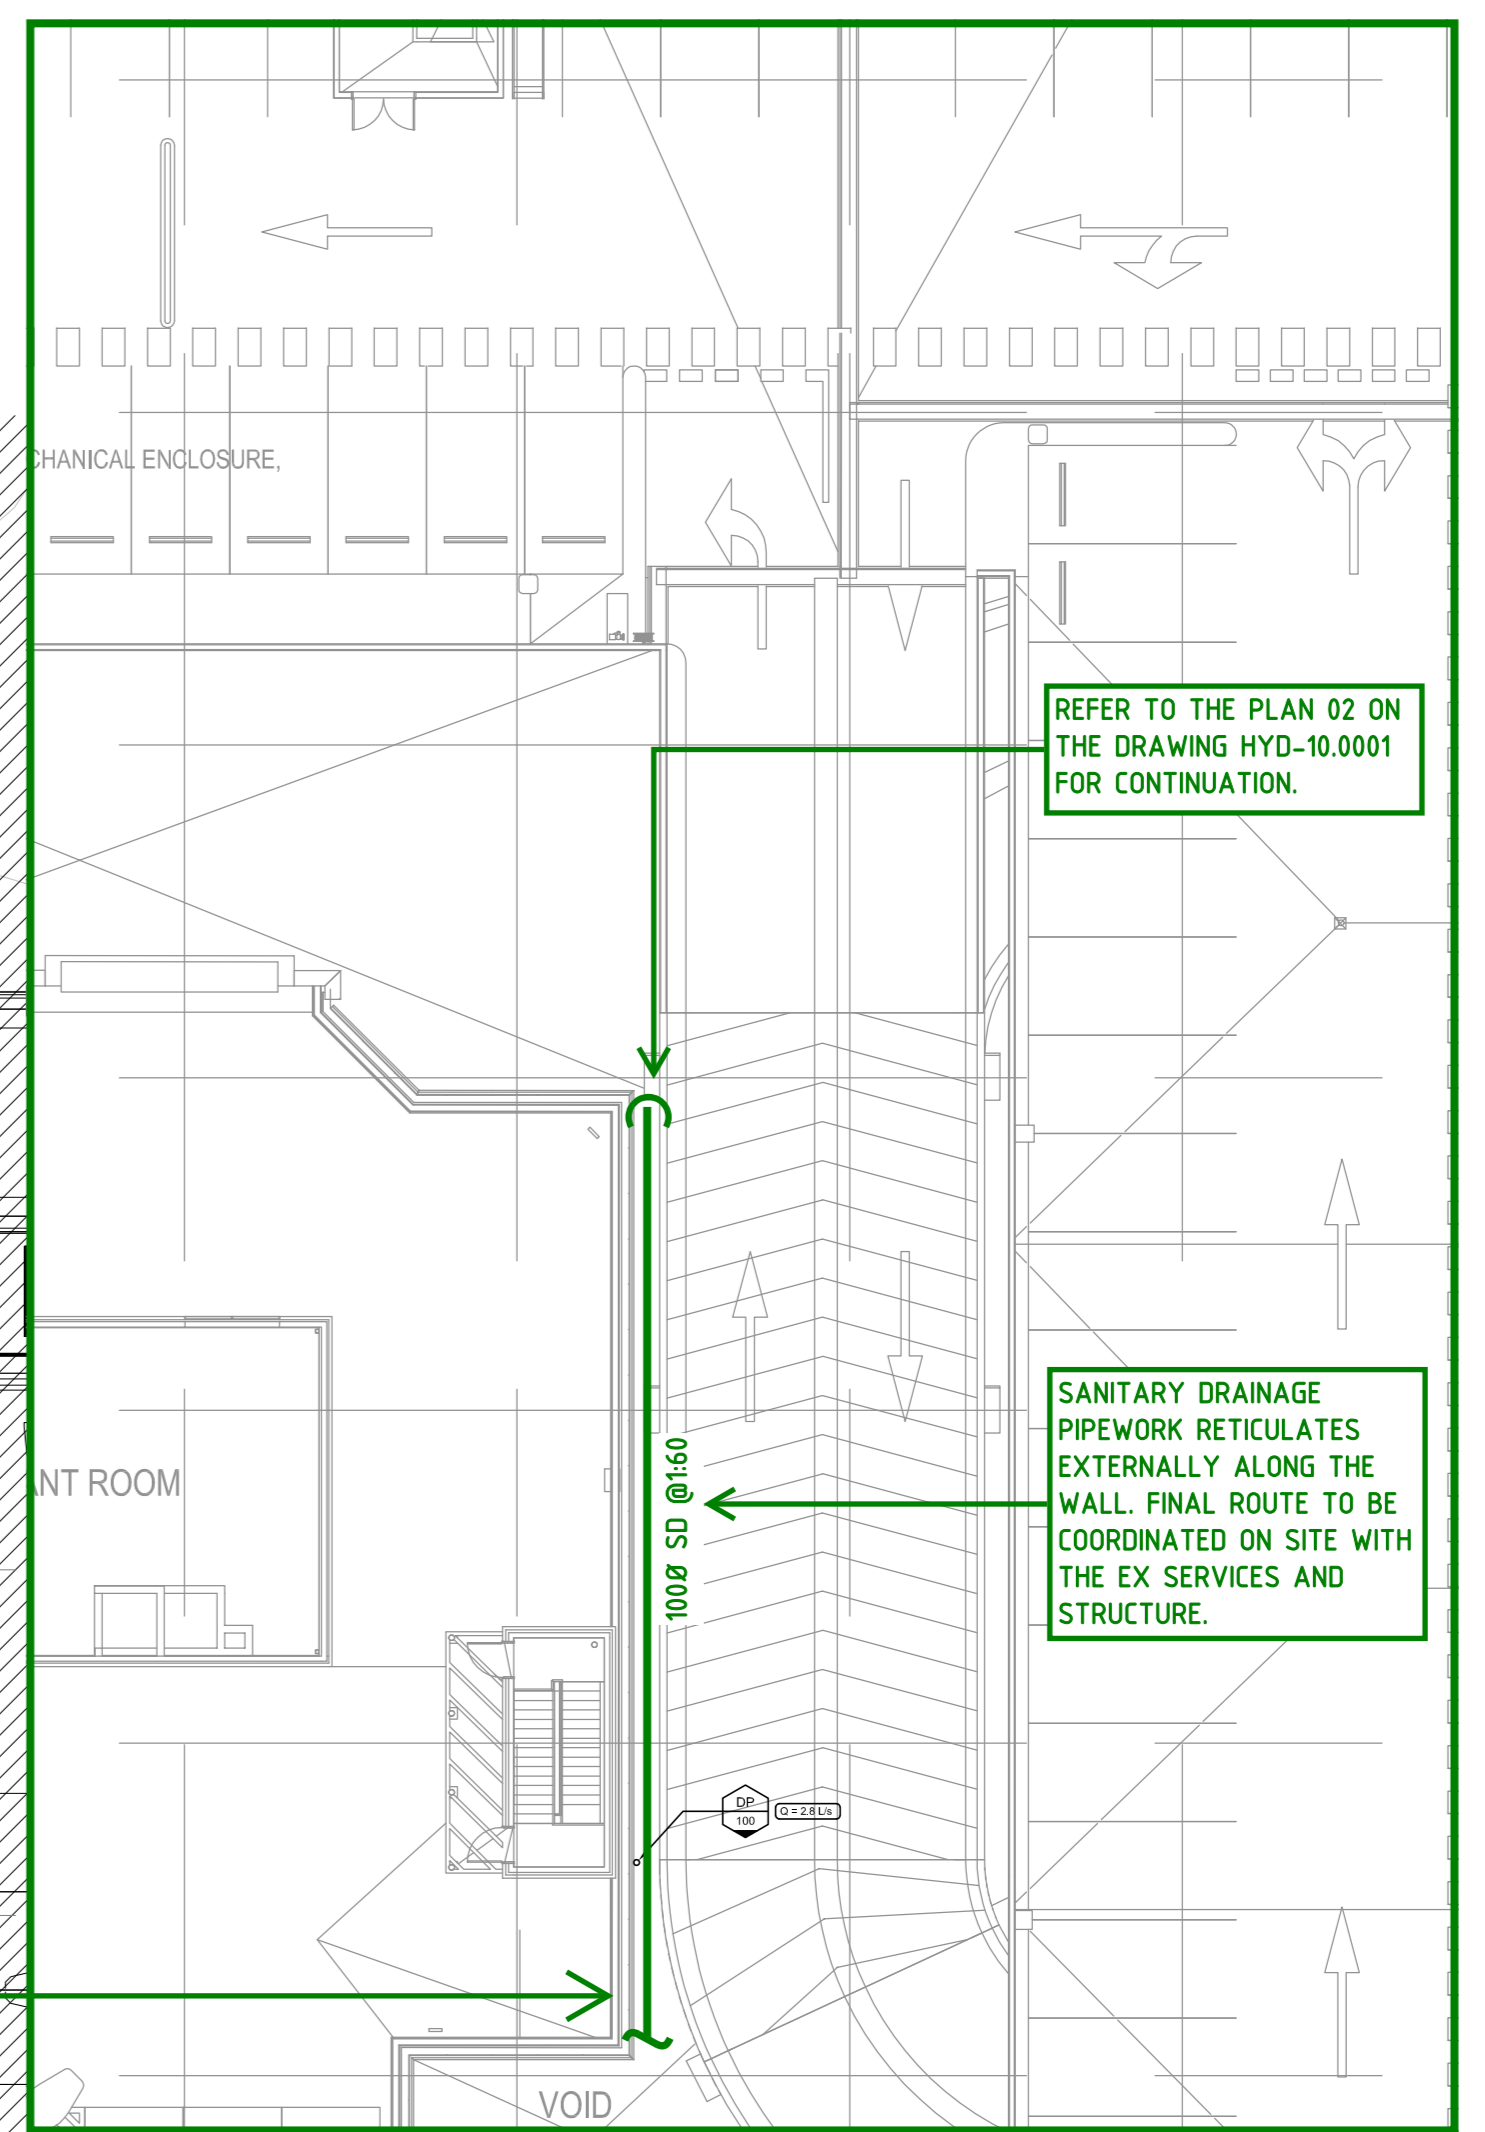 CHANICAL ENCLOSURE,
REFER TO THE PLAN 02 ON
THE DRAWING HYD-10.0001
FOR CONTINUATION.
SANITARY DRAINAGE
PIPEWORK RETICULATES
EXTERNALLY ALONG THE
WALL. FINAL ROUTE TO BE
COORDINATED ON SITE WITH
THE EX SERVICES AND
STRUCTURE.
100Ø SD @1:60
ANT ROOM
DP
100
Q = 2.8 L/s
VOID